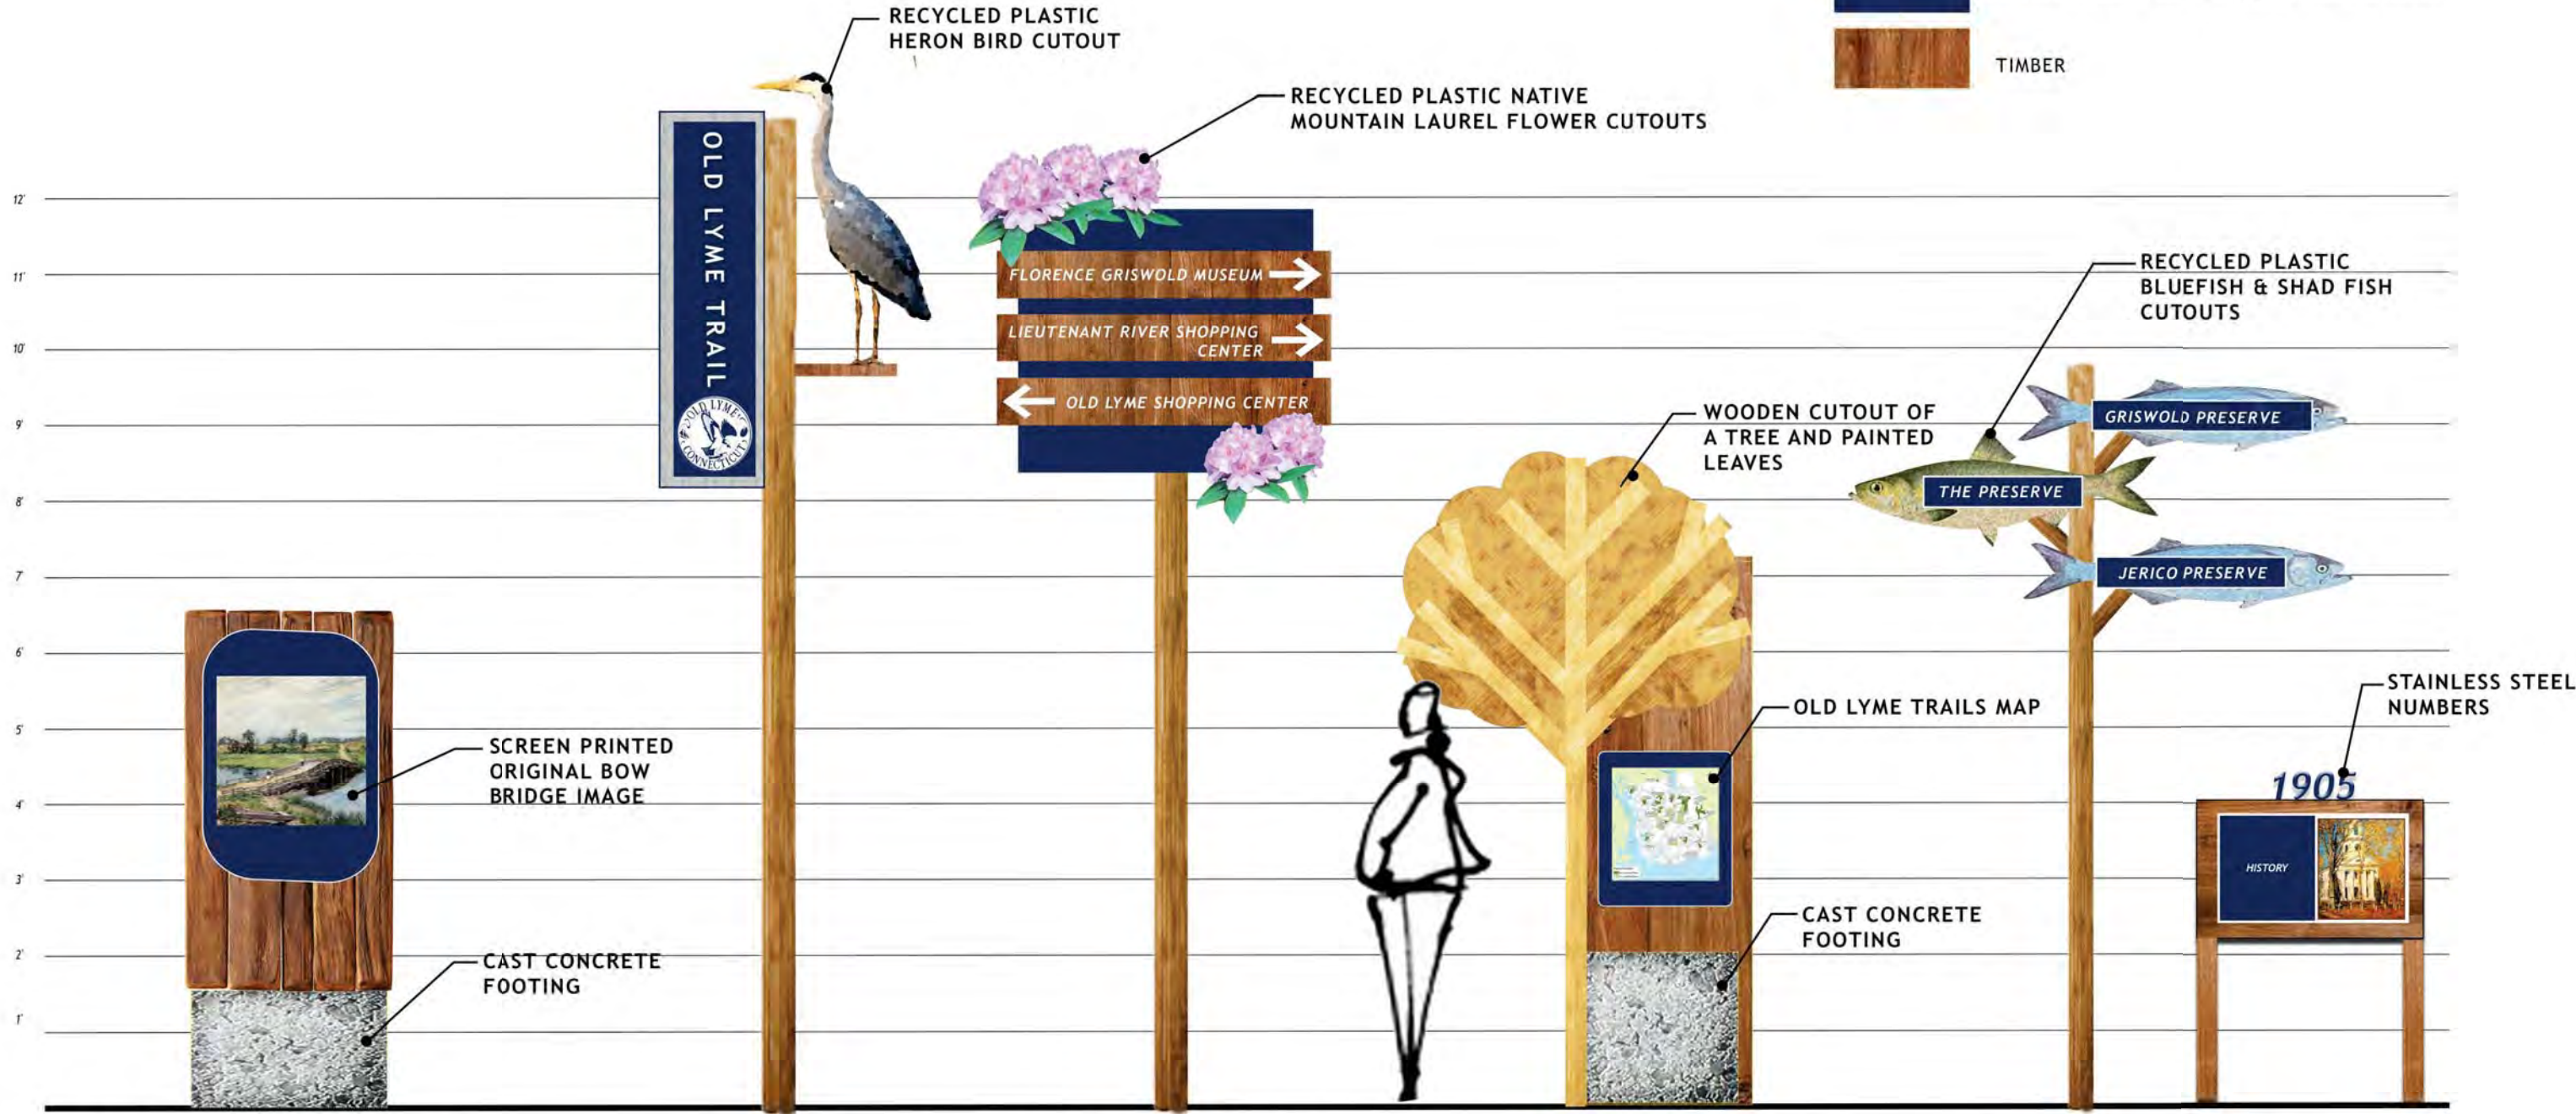 RECYCLED PLASTIC
HERON BIRD CUTOUT
TIMBER
RECYCLED PLASTIC NATIVE
MOUNTAIN LAUREL FLOWER CUTOUTS
OLD LYME TRAIL
OLD LYME
CONNECTICUT
12'
11'
10'
9'
8'
7'
6'
5'
4'
3'
2'
1'
FLORENCE GRISWOLD MUSEUM
LIEUTENANT RIVER SHOPPING
CENTER
OLD LYME SHOPPING CENTER
RECYCLED PLASTIC
BLUEFISH & SHAD FISH
CUTOUTS
WOODEN CUTOUT OF
A TREE AND PAINTED
LEAVES
GRISWOLD PRESERVE
THE PRESERVE
JERICO PRESERVE
SCREEN PRINTED
ORIGINAL BOW
BRIDGE IMAGE
OLD LYME TRAILS MAP
STAINLESS STEEL
NUMBERS
1905
HISTORY
CAST CONCRETE
FOOTING
CAST CONCRETE
FOOTING